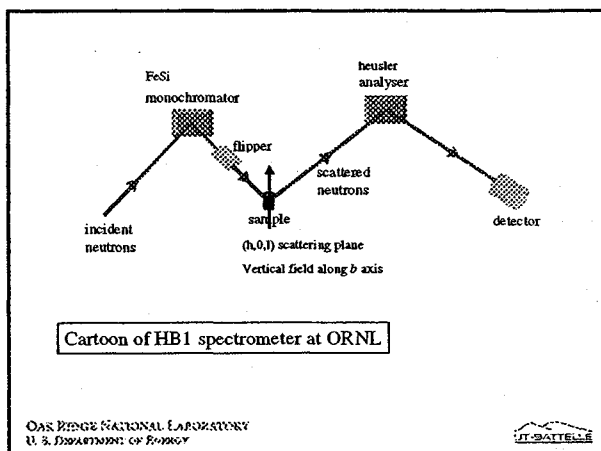 FeSi
monochromator
heusler
analyser
flipper
scattered
neutrons
sample
incident
neutrons
detector
(h,0,l) scattering plane
Vertical field along b axis
Cartoon of HB1 spectrometer at ORNL
OAK RIDGE NATIONAL LABORATORY
U. S. DEPARTMENT OF ENERGY
UT-BATTELLE